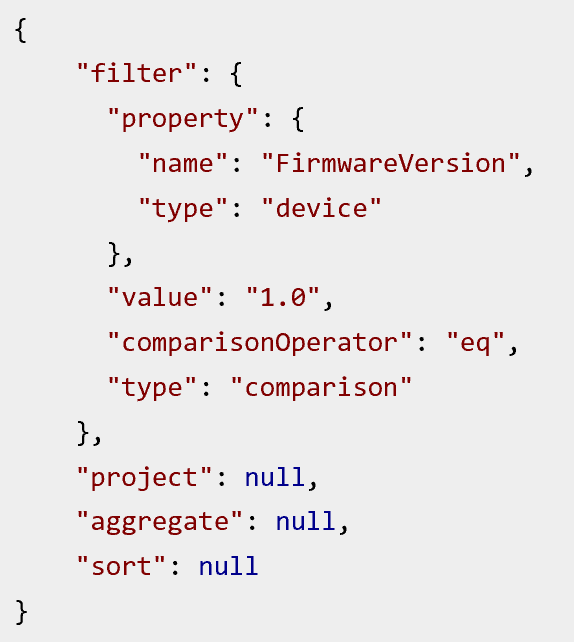 {
    "filter": {
      "property": {
        "name": "FirmwareVersion",
        "type": "device"
      },
      "value": "1.0",
      "comparisonOperator": "eq",
      "type": "comparison"
    },
    "project": null,
    "aggregate": null,
    "sort": null
}